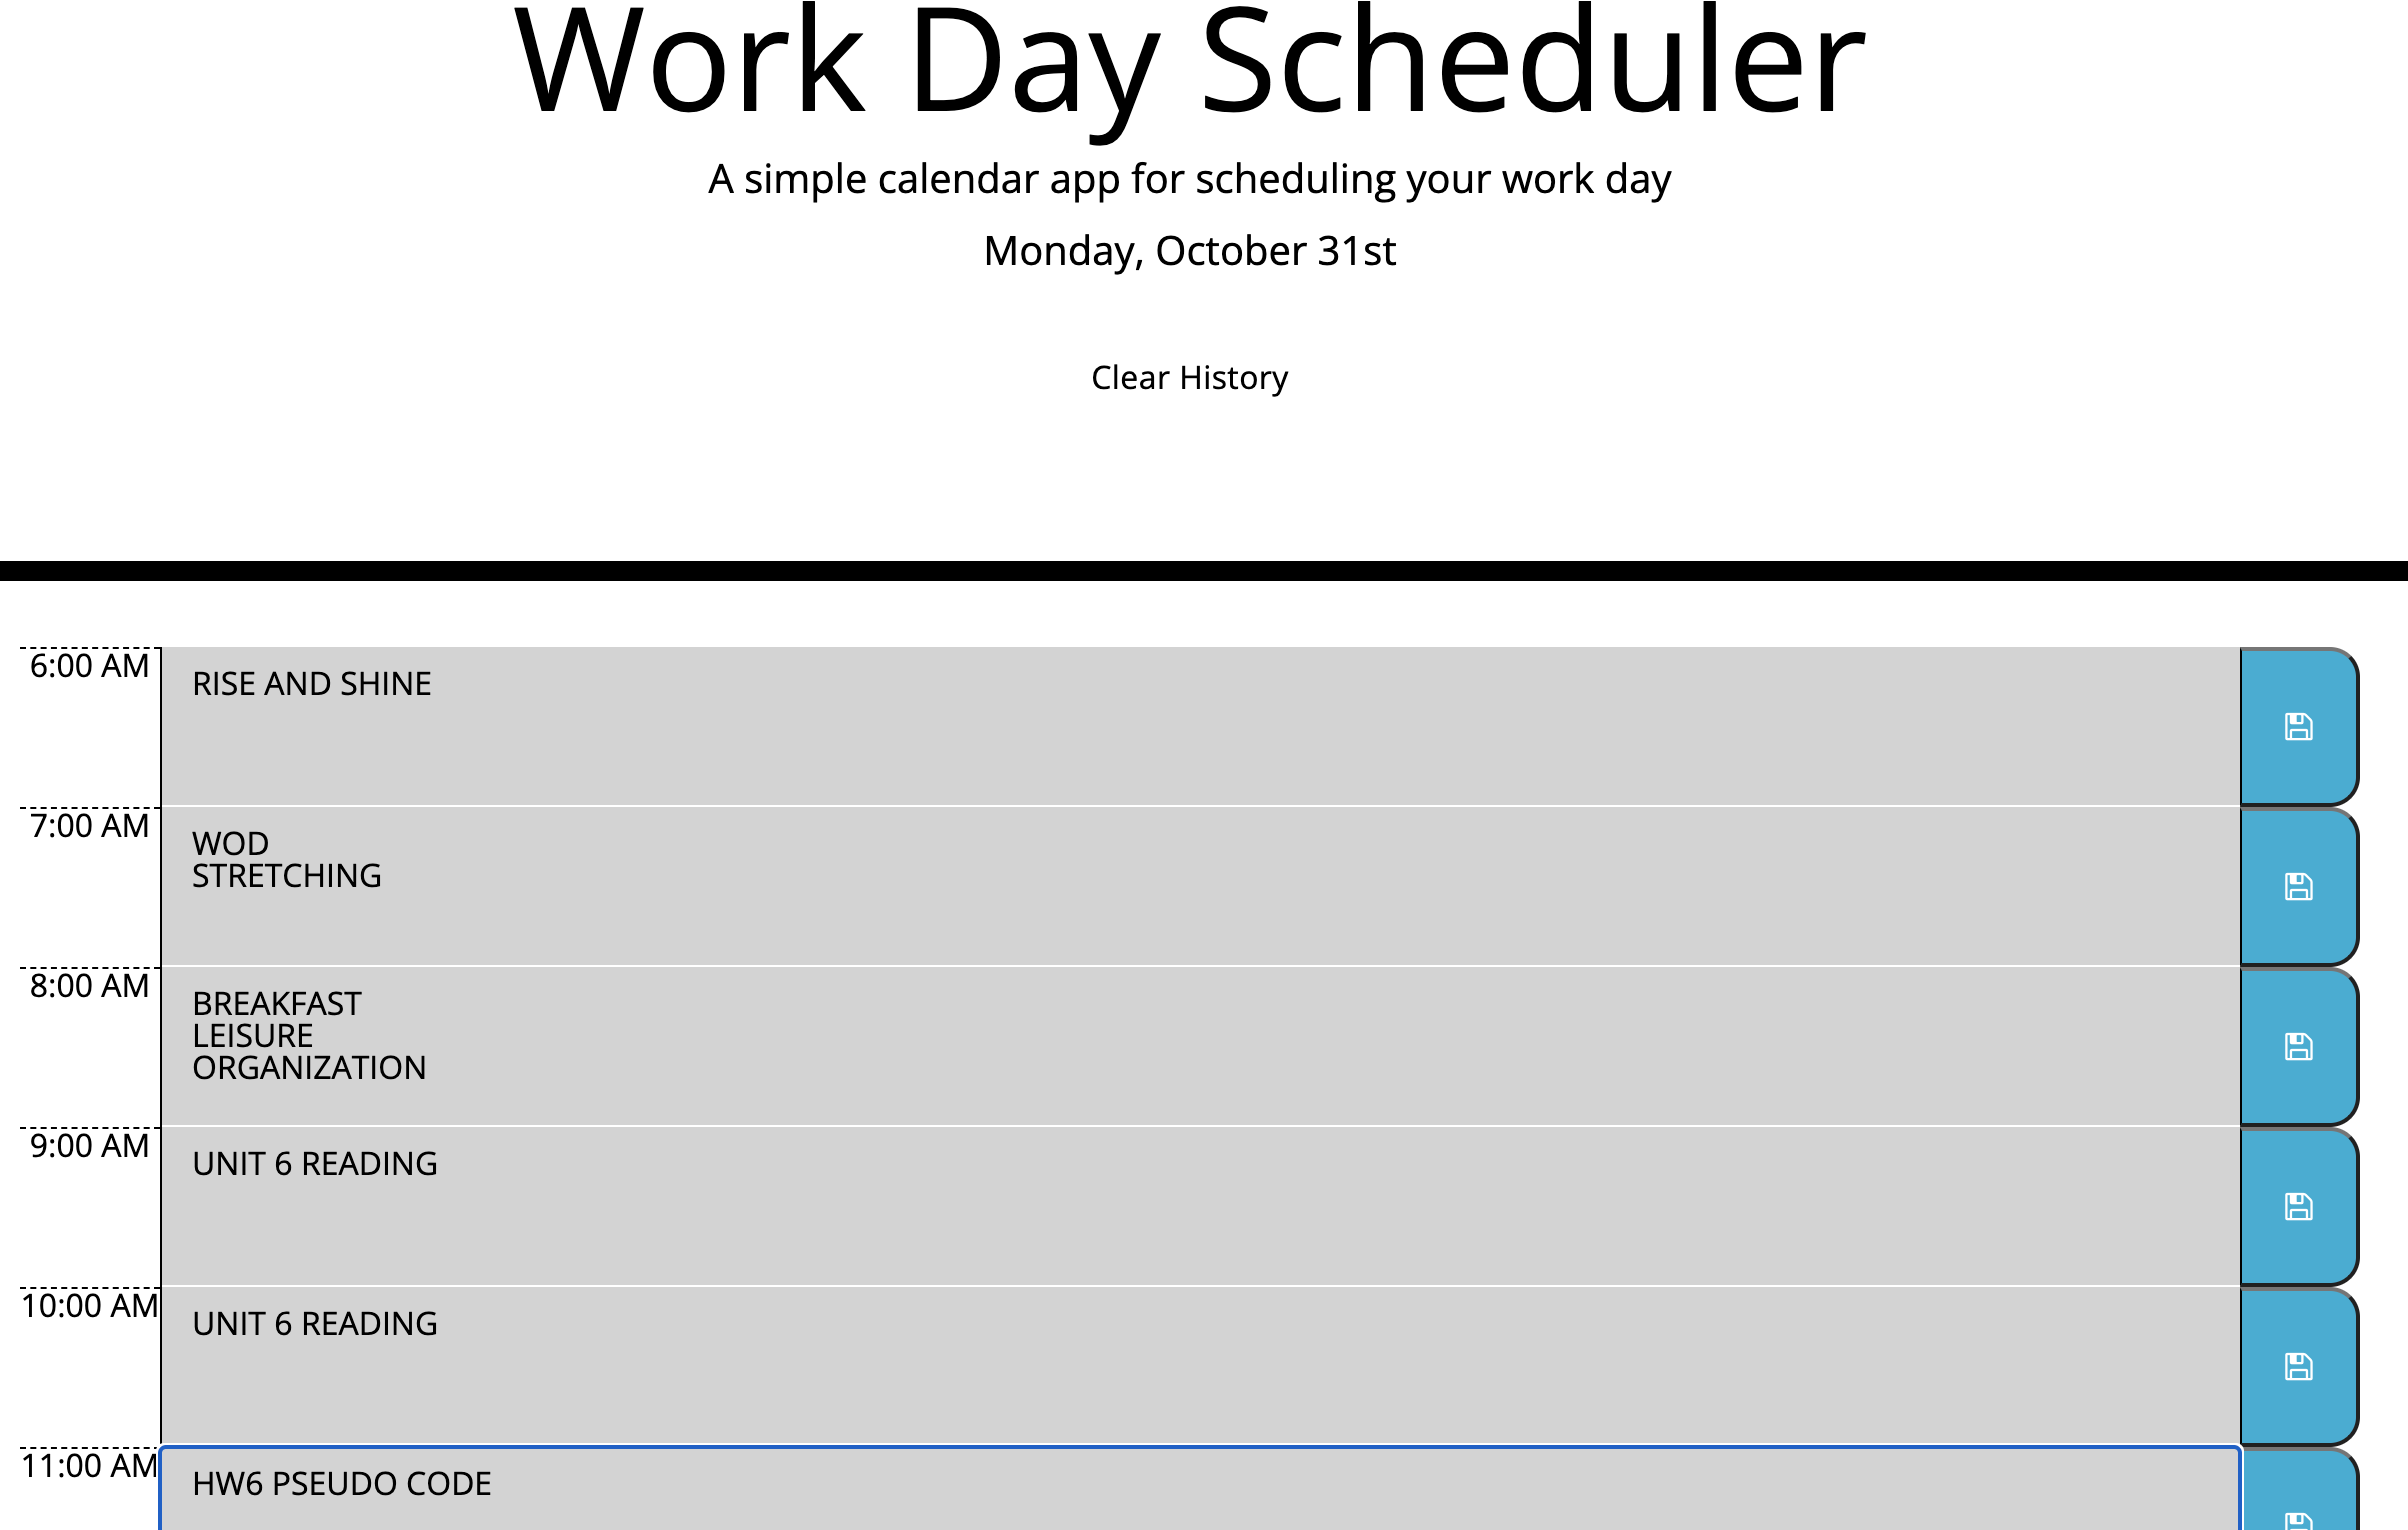 Work Day Scheduler
A simple calendar app for scheduling your work day
Monday, October 31st
Clear History
6:00 AM
RISE AND SHINE
7:00 AM
WOD
STRETCHING
8:00 AM
BREAKFAST
LEISURE
ORGANIZATION
9:00 AM
UNIT 6 READING
10:00 AM
UNIT 6 READING
11:00 AM
HW6 PSEUDO CODE